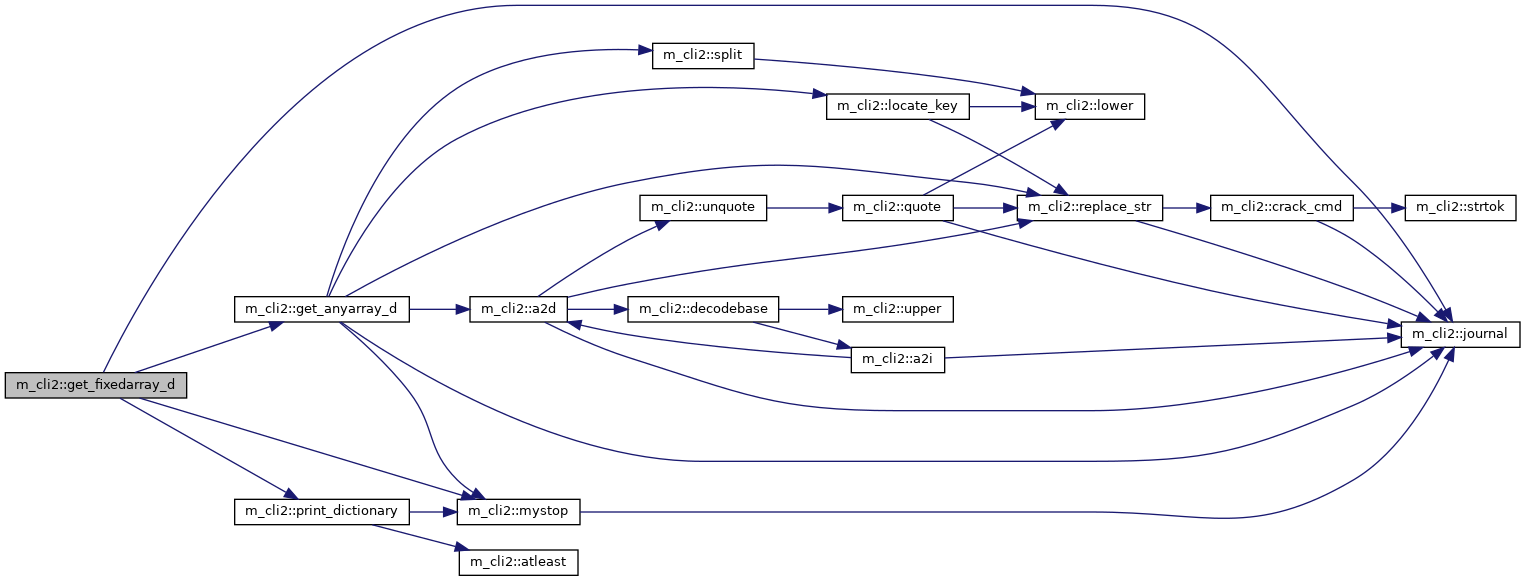 m_cli2::split
m_cli2::locate_key
m_cli2::lower
m_cli2::unquote
m_cli2::quote
m_cli2::replace_str
m_cli2::crack_cmd
m_cli2::strtok
m_cli2::get_anyarray_d
m_cli2::a2d
m_cli2::decodebase
m_cli2::upper
m_cli2::journal
m_cli2::a2i
m_cli2::get_fixedarray_d
m_cli2::print_dictionary
m_cli2::mystop
m_cli2::atleast